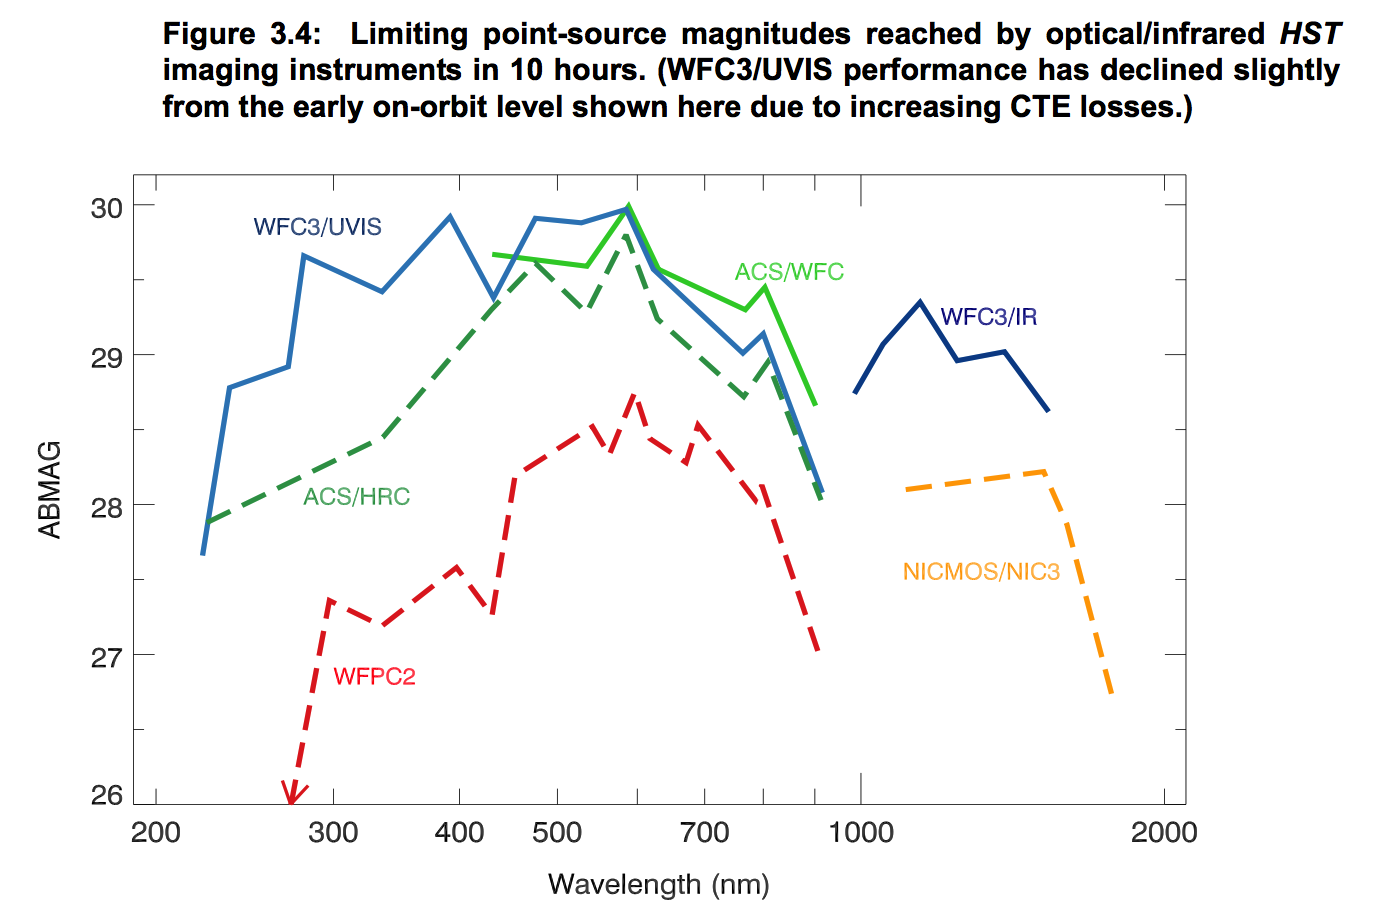 Figure 3.4: Limiting point-source magnitudes reached by optical/infrared HST
imaging instruments in 10 hours. (WFC3/UVIS performance has declined slightly
from the early on-orbit level shown here due to increasing CTE losses.)
30
WFC3/UVIS
ACS/WFC
WFC3/IR
29
ABMAG
ACS/HRC
28
NICMOS/NIC3
27
WFPC2
26
200 300 400 500 700 1000 2000
Wavelength (nm)